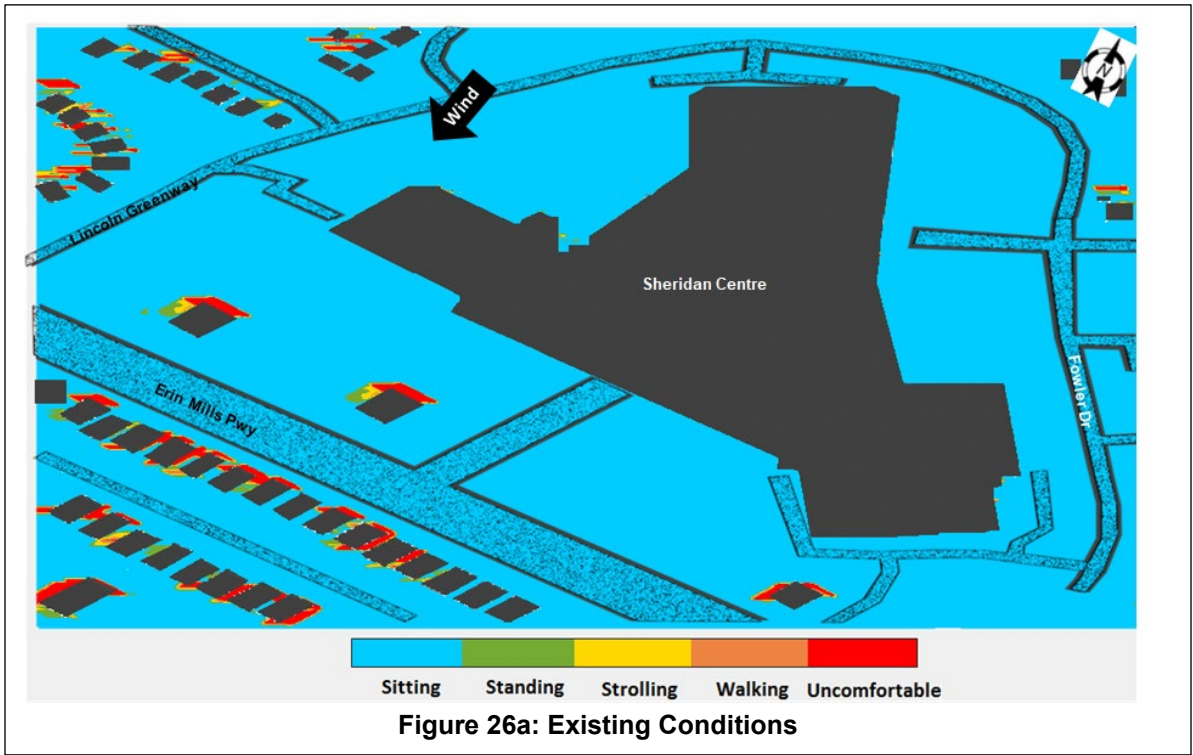 N
Wind
Lincoln Greenway
Sheridan Centre
Fowler Dr
Erin Mills Pwy
Sitting Standing Strolling Walking Uncomfortable
Figure 26a: Existing Conditions